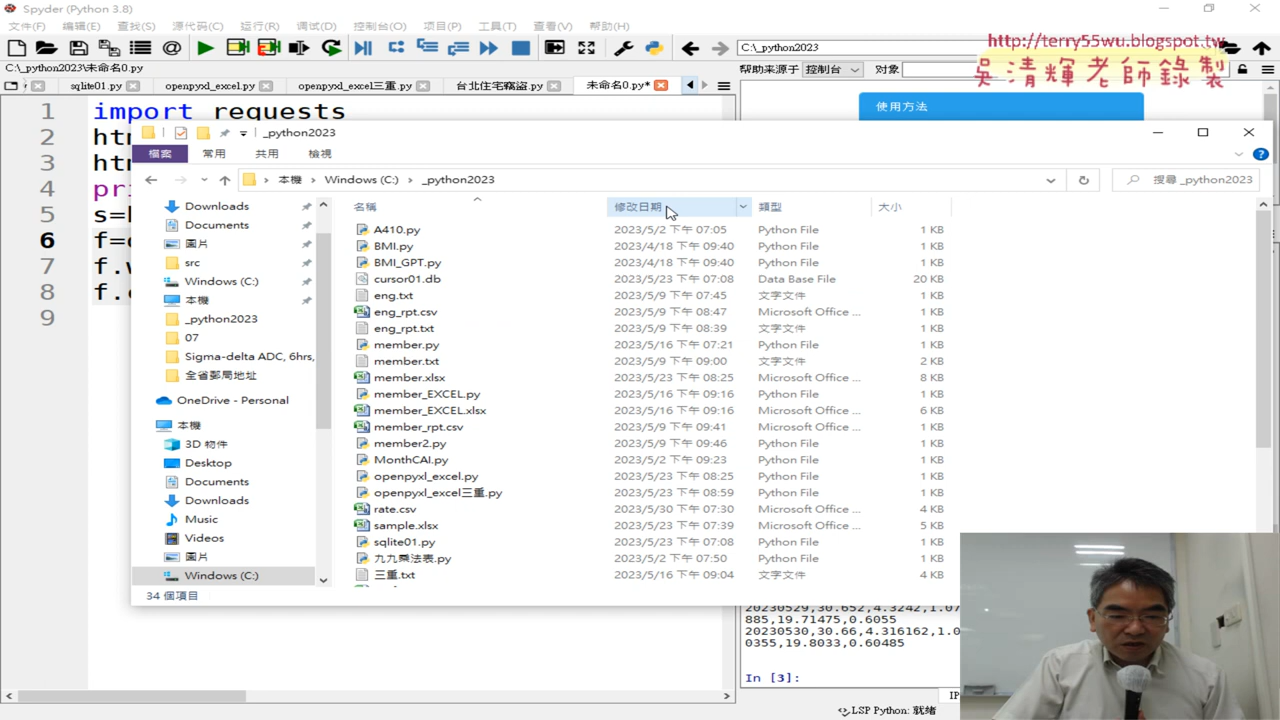 Spyder (Python 3.8)
文件(F) 编辑(E) 查找(S) 源代码(C) 运行(R) 调试(D) 控制台(O) 项目(P) 工具(T) 查看(V) 帮助(H)
C:\_python2023
http://terry55wu.blogspot.tw
吳清輝老師錄製
C:\_python2023\未命名0.py
帮助来源于 控制台 对象
sqlite01.py openpyxl_excel.py openpyxl_excel三重.py 台北住宅竊盜.py 未命名0.py*
使用方法
1 import requests
2 htm
3 htm
4 pri
5 s=h
6 f=o
7 f.w
8 f.c
9
_python2023
檔案 常用 共用 檢視
本機 Windows (C:) _python2023 搜尋 _python2023
Downloads
Documents
圖片
src
Windows (C:)
本機
_python2023
07
Sigma-delta ADC, 6hrs,
全省郵局地址
OneDrive - Personal
本機
3D 物件
Desktop
Documents
Downloads
Music
Videos
圖片
Windows (C:)
名稱 修改日期 類型 大小
A410.py 2023/5/2 下午 07:05 Python File 1 KB
BMI.py 2023/4/18 下午 09:40 Python File 1 KB
BMI_GPT.py 2023/4/18 下午 09:40 Python File 1 KB
cursor01.db 2023/5/23 下午 07:08 Data Base File 20 KB
eng.txt 2023/5/9 下午 07:45 文字文件 1 KB
eng_rpt.csv 2023/5/9 下午 08:47 Microsoft Office ... 1 KB
eng_rpt.txt 2023/5/9 下午 08:39 文字文件 1 KB
member.py 2023/5/16 下午 07:21 Python File 1 KB
member.txt 2023/5/9 下午 09:00 文字文件 2 KB
member.xlsx 2023/5/23 下午 08:25 Microsoft Office ... 8 KB
member_EXCEL.py 2023/5/16 下午 09:16 Python File 1 KB
member_EXCEL.xlsx 2023/5/16 下午 09:16 Microsoft Office ... 6 KB
member_rpt.csv 2023/5/9 下午 09:41 Microsoft Office ... 1 KB
member2.py 2023/5/9 下午 09:46 Python File 1 KB
MonthCAI.py 2023/5/2 下午 09:23 Python File 1 KB
openpyxl_excel.py 2023/5/23 下午 08:25 Python File 1 KB
openpyxl_excel三重.py 2023/5/23 下午 08:59 Python File 1 KB
rate.csv 2023/5/30 下午 07:30 Microsoft Office ... 4 KB
sample.xlsx 2023/5/23 下午 07:39 Microsoft Office ... 5 KB
sqlite01.py 2023/5/23 下午 07:08 Python File 1 KB
九九乘法表.py 2023/5/2 下午 07:50 Python File 1 KB
三重.txt 2023/5/16 下午 09:04 文字文件 4 KB
34 個項目
20230529,30.652,4.3242,1.07
885,19.71475,0.6055
20230530,30.66,4.316162,1.0
0355,19.8033,0.60485
In [3]:
LSP Python: 就绪